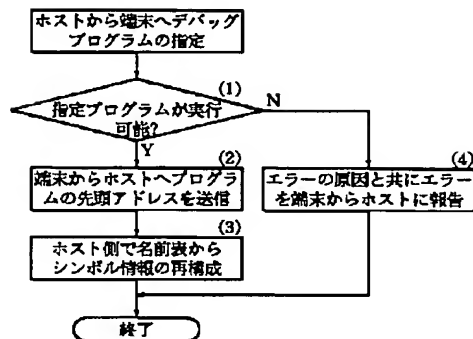 ホストから端末へデバッグ
プログラムの指定
(1)
指定プログラムが実行
可能?
N
Y
(2)
端末からホストへプログラ
ムの先頭アドレスを送信
(4)
エラーの原因と共にエラー
を端末からホストに報告
(3)
ホスト側で名前表から
シンボル情報の再構成
終了